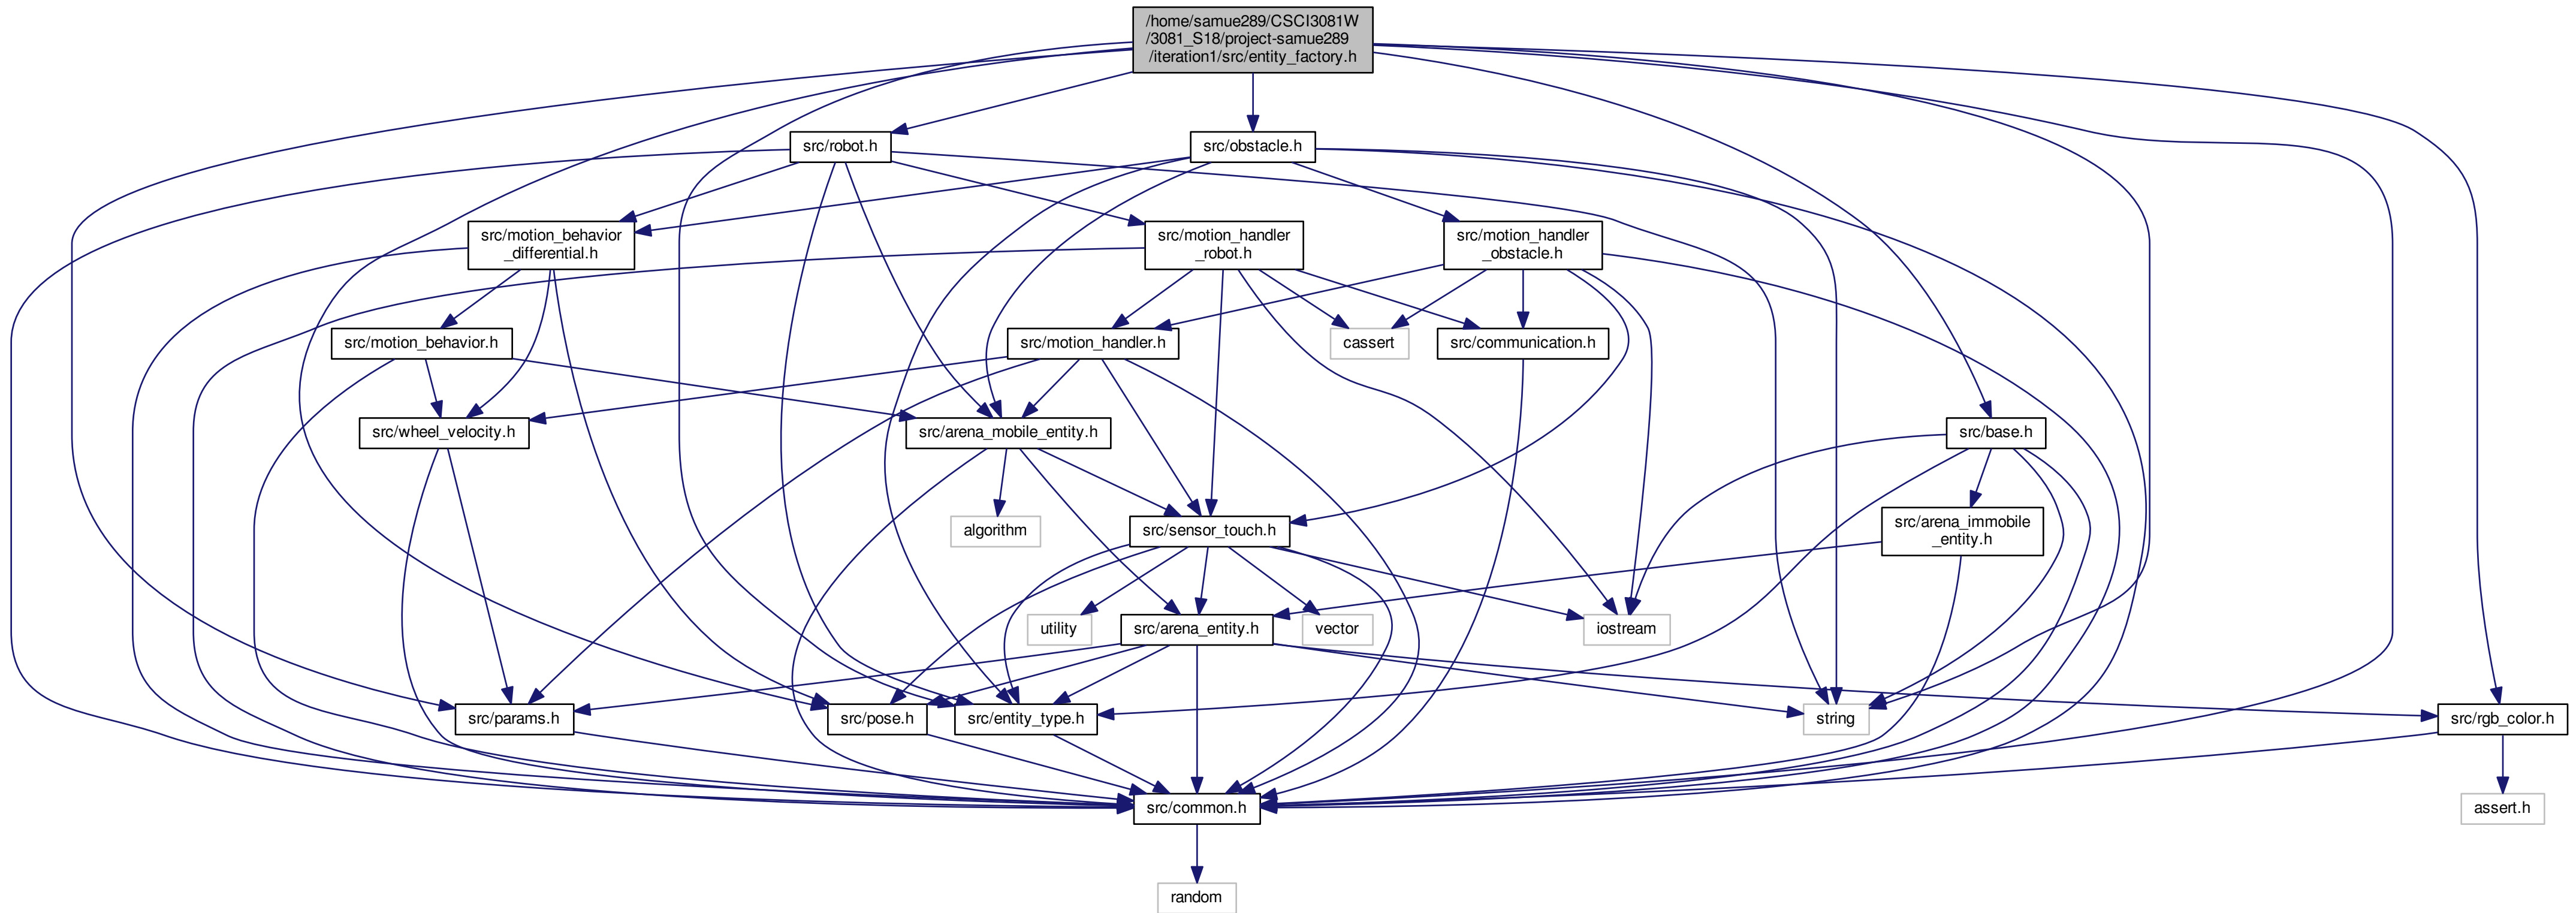 /home/samue289/CSCI3081W
/3081_S18/project-samue289
/iteration1/src/entity_factory.h
src/robot.h
src/obstacle.h
src/motion_behavior
_differential.h
src/motion_handler
_robot.h
src/motion_handler
_obstacle.h
src/motion_behavior.h
src/motion_handler.h
cassert
src/communication.h
src/wheel_velocity.h
src/arena_mobile_entity.h
src/base.h
algorithm
src/sensor_touch.h
src/arena_immobile
_entity.h
utility
src/arena_entity.h
vector
iostream
src/params.h
src/pose.h
src/entity_type.h
string
src/rgb_color.h
src/common.h
assert.h
random